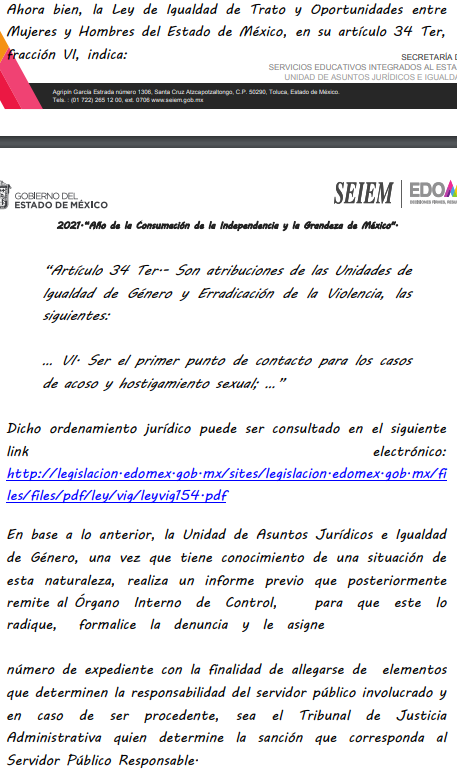 Ahora bien, la Ley de Igualdad de Trato y Oportunidades entre
Mujeres y Hombres del Estado de México, en su artículo 34 Ter,
fracción VI, indica:
SECRETARÍA D
SERVICIOS EDUCATIVOS INTEGRADOS AL ESTA
UNIDAD DE ASUNTOS JURÍDICOS E IGUALDA
Agripín García Estrada número 1306, Santa Cruz Atzcapotzaltongo, C.P. 50290, Toluca, Estado de México.
Tels. : (01 722) 265 12 00, ext. 0706 www.seiem.gob.mx
GOBIERNO DEL
ESTADO DE MÉXICO
SEIEM
EDOM
2021."Año de la Consumación de la Independencia y la Grandeza de México".
"Artículo 34 Ter.- Son atribuciones de las Unidades de
Igualdad de Género y Erradicación de la Violencia, las
siguientes:
... VI. Ser el primer punto de contacto para los casos
de acoso y hostigamiento sexual; ..."
Dicho ordenamiento jurídico puede ser consultado en el siguiente
link electrónico:
http://legislacion.edomex.gob.mx/sites/legislacion.edomex.gob.mx/fi
les/files/pdf/ley/vig/leyvig154.pdf
En base a lo anterior, la Unidad de Asuntos Jurídicos e Igualdad
de Género, una vez que tiene conocimiento de una situación de
esta naturaleza, realiza un informe previo que posteriormente
remite al Órgano Interno de Control, para que este lo
radique, formalice la denuncia y le asigne
número de expediente con la finalidad de allegarse de elementos
que determinen la responsabilidad del servidor público involucrado y
en caso de ser procedente, sea el Tribunal de Justicia
Administrativa quien determine la sanción que corresponda al
Servidor Público Responsable.